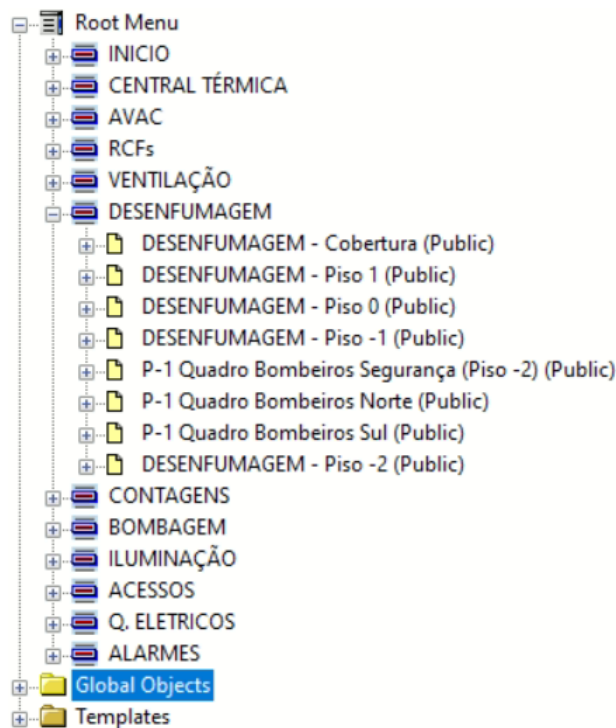 Root Menu
INICIO
CENTRAL TÉRMICA
AVAC
RCFs
VENTILAÇÃO
DESENFUMAGEM
DESENFUMAGEM - Cobertura (Public)
DESENFUMAGEM - Piso 1 (Public)
DESENFUMAGEM - Piso 0 (Public)
DESENFUMAGEM - Piso -1 (Public)
P-1 Quadro Bombeiros Segurança (Piso -2) (Public)
P-1 Quadro Bombeiros Norte (Public)
P-1 Quadro Bombeiros Sul (Public)
DESENFUMAGEM - Piso -2 (Public)
CONTAGENS
BOMBAGEM
ILUMINAÇÃO
ACESSOS
Q. ELETRICOS
ALARMES
Global Objects
Templates